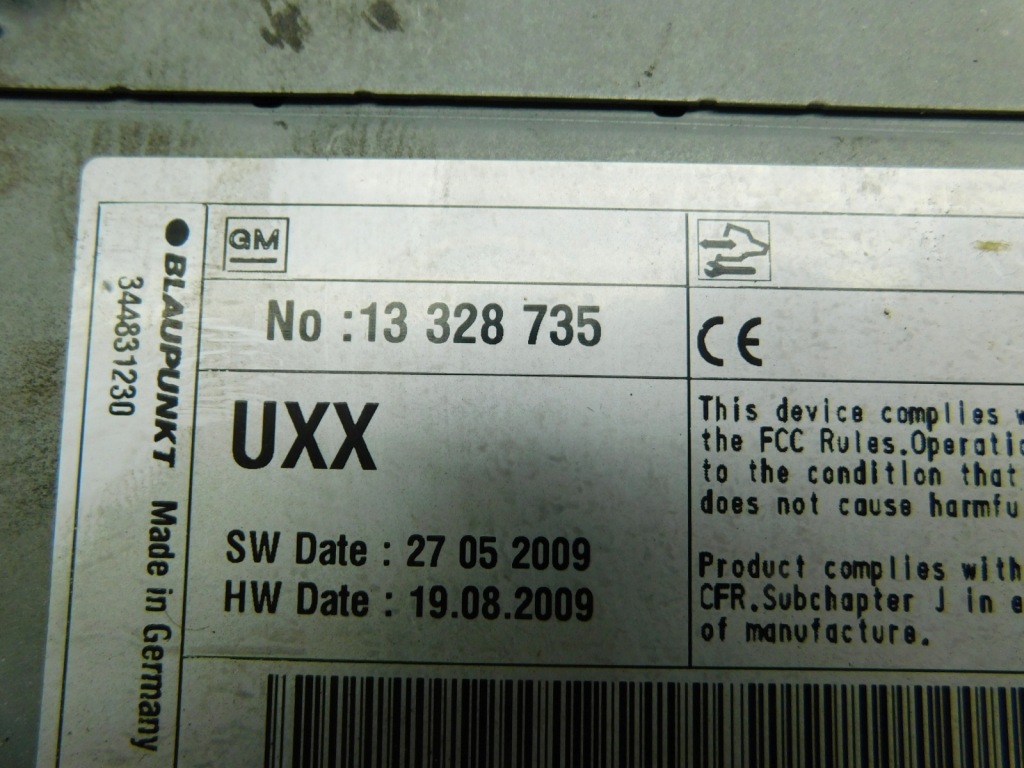 BLAUPUNKT Made in Germany
3448831230
GM
No :13 328 735
UXX
SW Date : 27 05 2009
HW Date : 19.08.2009
CE
This device complies
the FCC Rules.Operatio
to the condition that
does not cause harmfu
Product complies with
CFR.Subchapter J in
of manufacture.